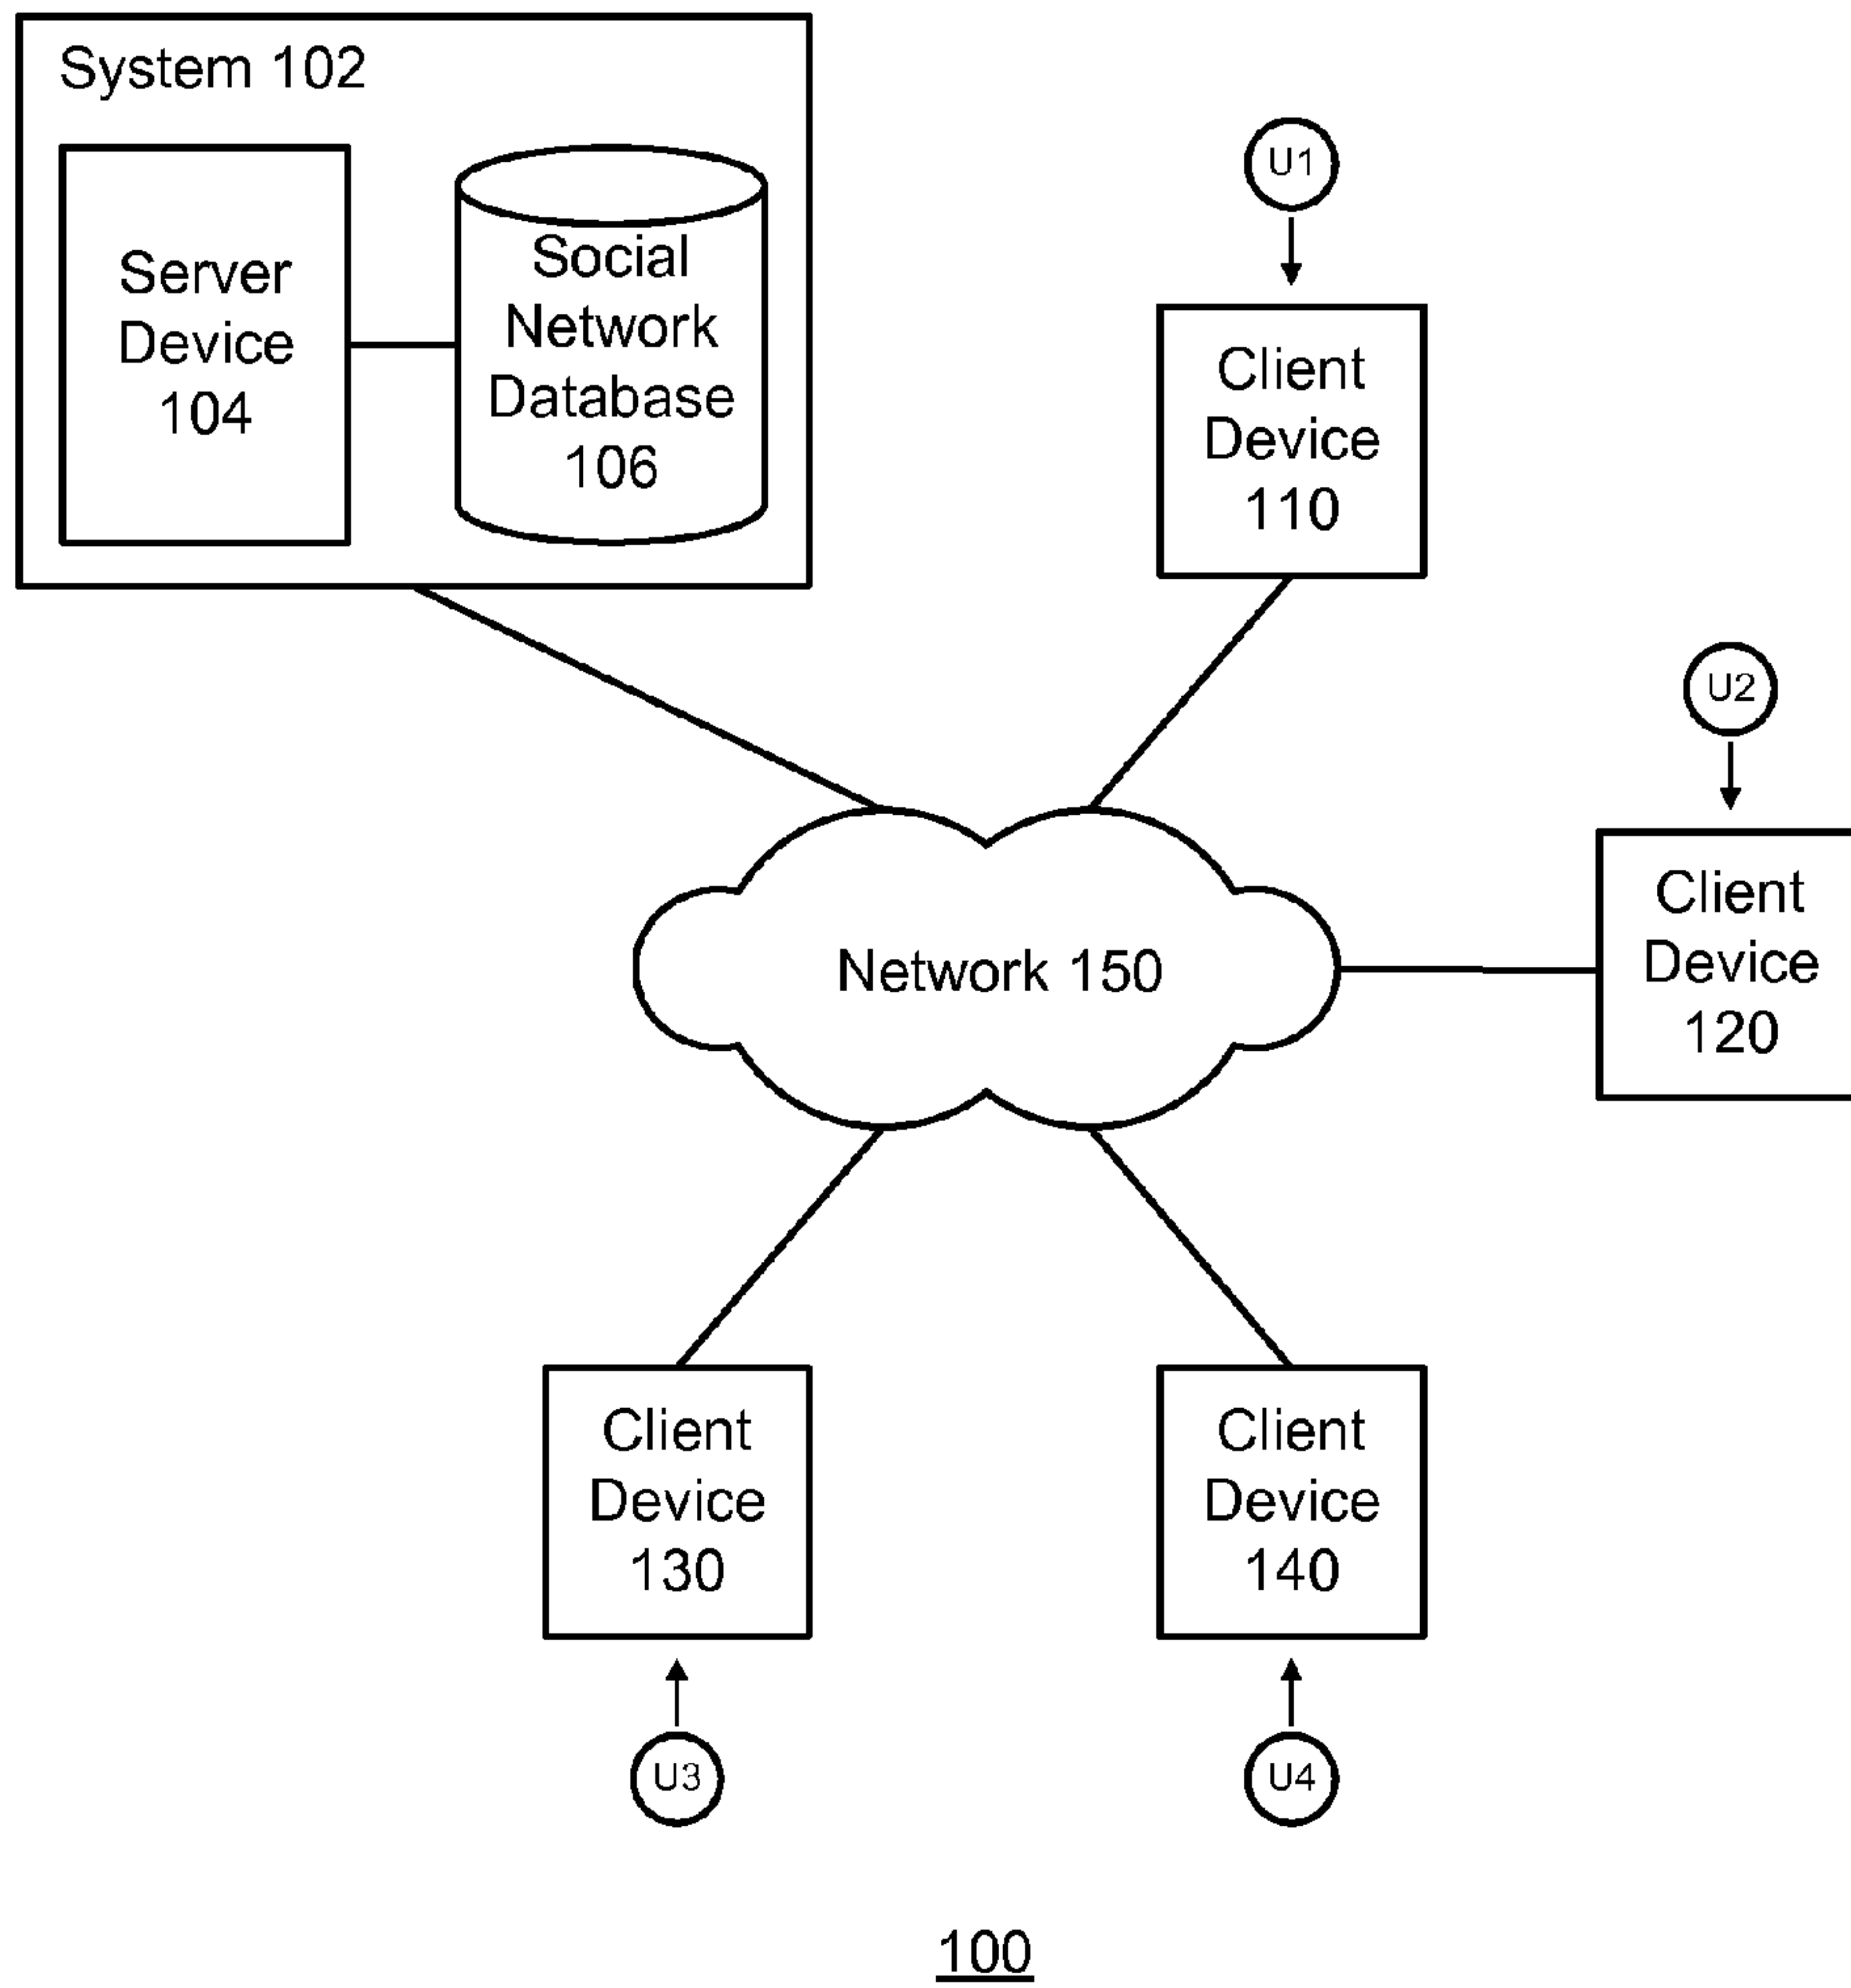 System 102
Server
Device
104
Social
Network
Database
106
U1
Client
Device
110
U2
Client
Device
120
Network 150
Client
Device
130
Client
Device
140
U3
U4
100